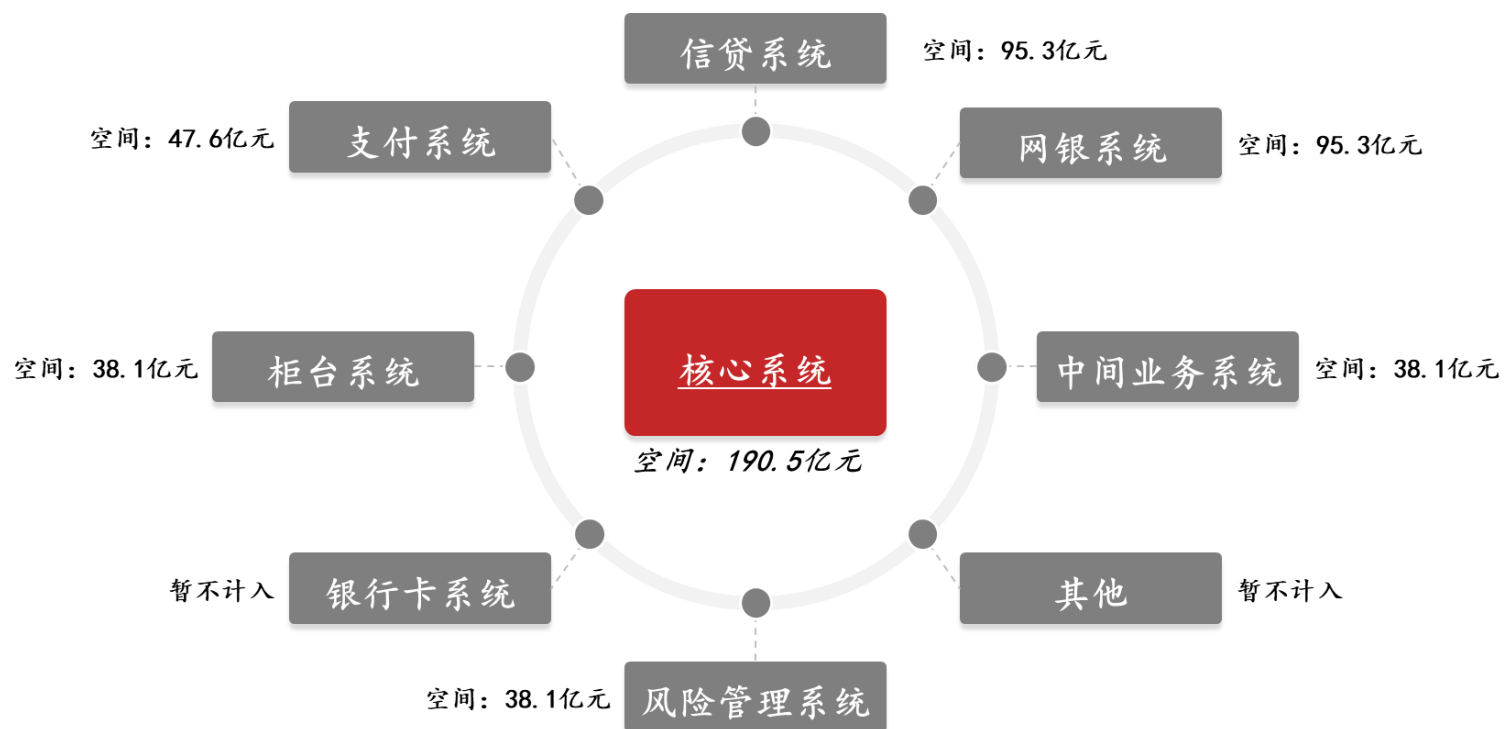 信贷系统
空间：95.3亿元
支付系统
空间：47.6亿元
网银系统
空间：95.3亿元
柜台系统
空间：38.1亿元
核心系统
空间：190.5亿元
中间业务系统
空间：38.1亿元
银行卡系统
暂不计入
其他
暂不计入
风险管理系统
空间：38.1亿元